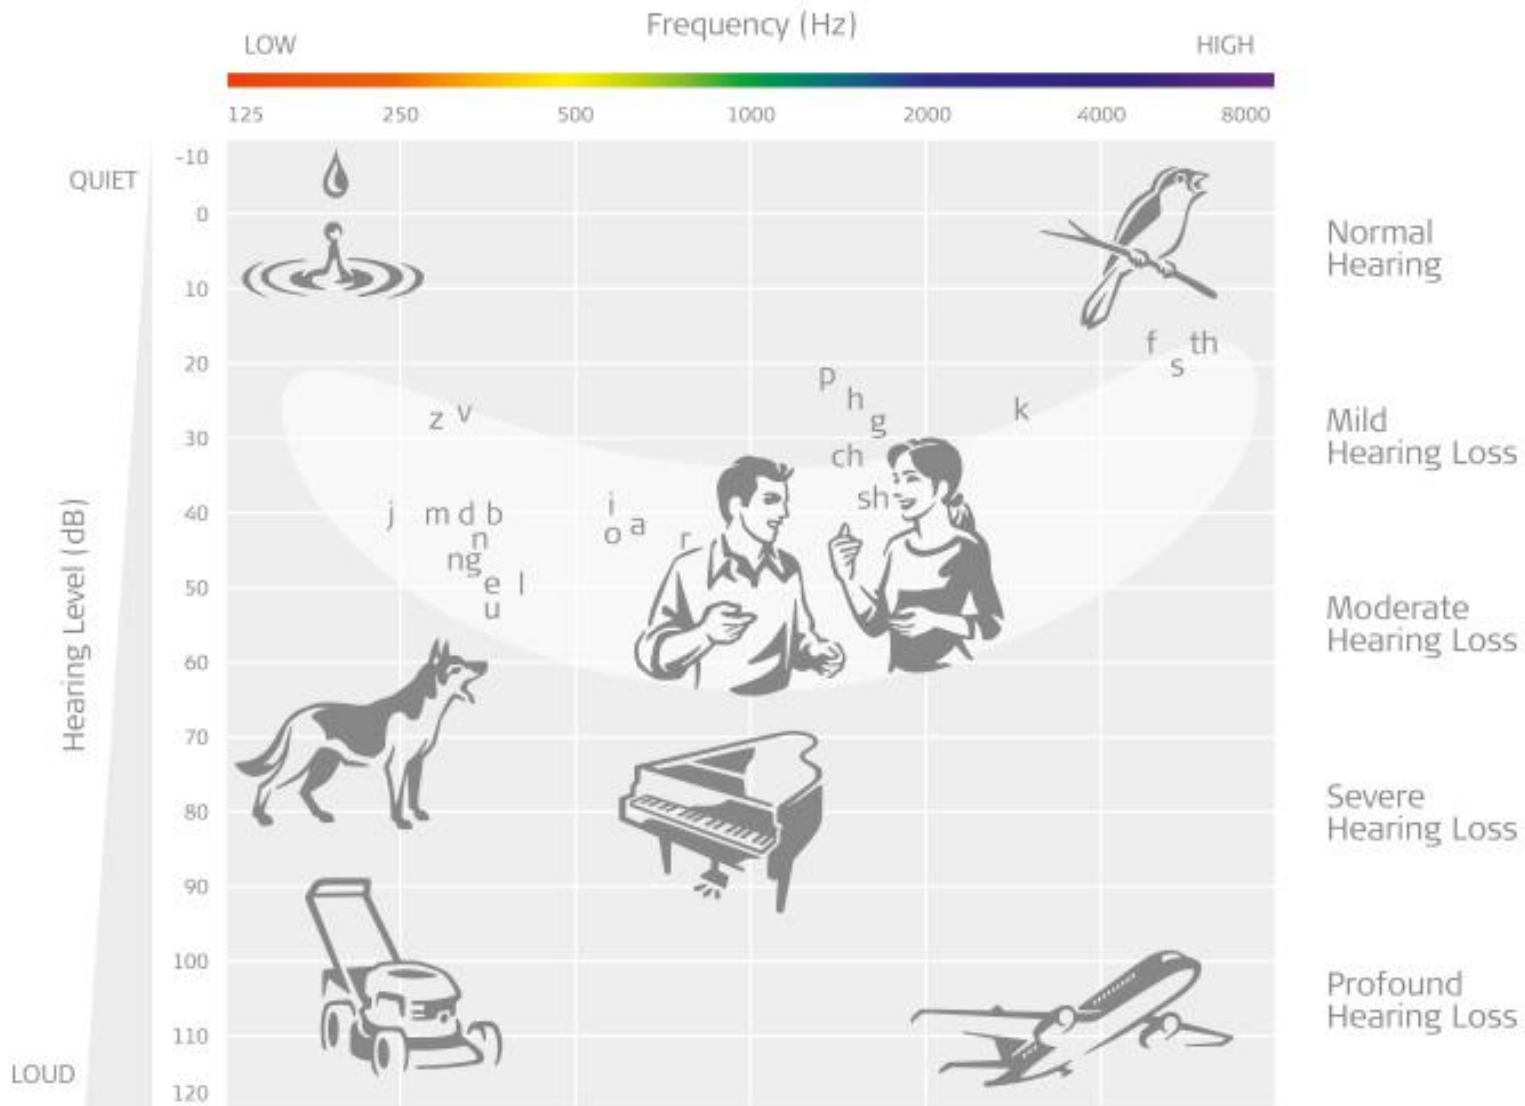 Frequency (Hz)
LOW
HIGH
125 250 500 1000 2000 4000 8000
QUIET
-10
0
10
20
30
40
50
60
70
80
90
100
110
120
LOUD
Hearing Level (dB)
Normal
Hearing
Mild
Hearing Loss
Moderate
Hearing Loss
Severe
Hearing Loss
Profound
Hearing Loss
f th
s
p
h
g
k
z v
ch
sh
j m d b
n
ng
e l
u
i
o a
r